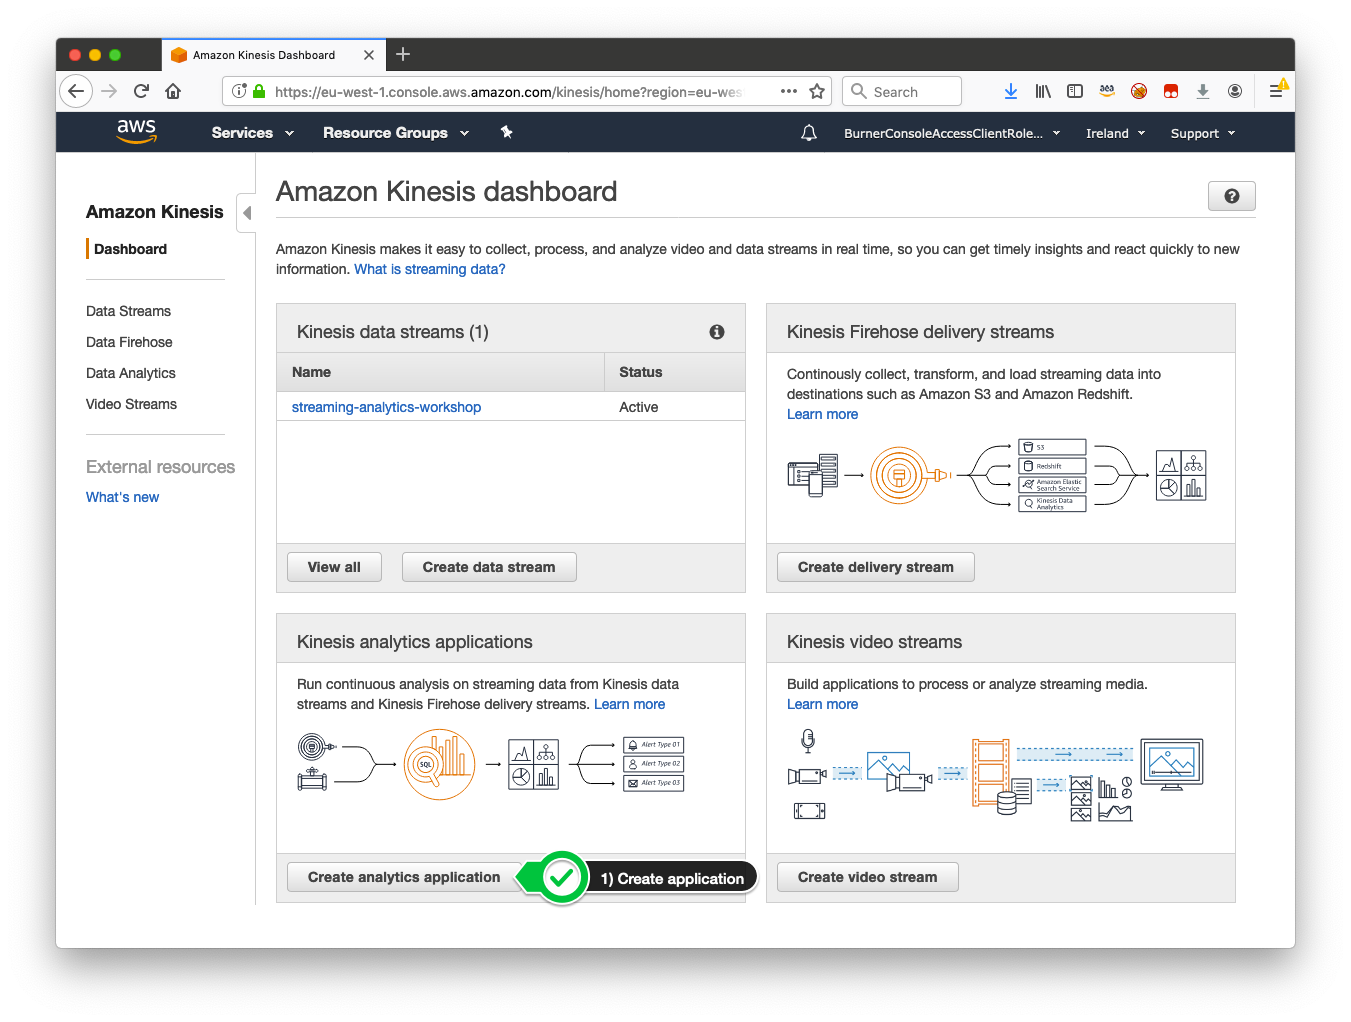 Amazon Kinesis Dashboard
https://eu-west-1.console.aws.amazon.com/kinesis/home?region=eu-wes
Search
aws
Services
Resource Groups
BurnerConsoleAccessClientRole...
Ireland
Support
Amazon Kinesis
Dashboard
Data Streams
Data Firehose
Data Analytics
Video Streams
External resources
What's new
Amazon Kinesis dashboard
Amazon Kinesis makes it easy to collect, process, and analyze video and data streams in real time, so you can get timely insights and react quickly to new
information. What is streaming data?
Kinesis data streams (1)
Name
Status
streaming-analytics-workshop
Active
View all
Create data stream
Kinesis Firehose delivery streams
Continously collect, transform, and load streaming data into
destinations such as Amazon S3 and Amazon Redshift.
Learn more
S3
Redshift
Amazon Elastic
Search Service
Kinesis Data
Analytics
Create delivery stream
Kinesis analytics applications
Run continuous analysis on streaming data from Kinesis data
streams and Kinesis Firehose delivery streams. Learn more
SQL
Alert Type 01
Alert Type 02
Alert Type 03
Create analytics application
1) Create application
Kinesis video streams
Build applications to process or analyze streaming media.
Learn more
Create video stream